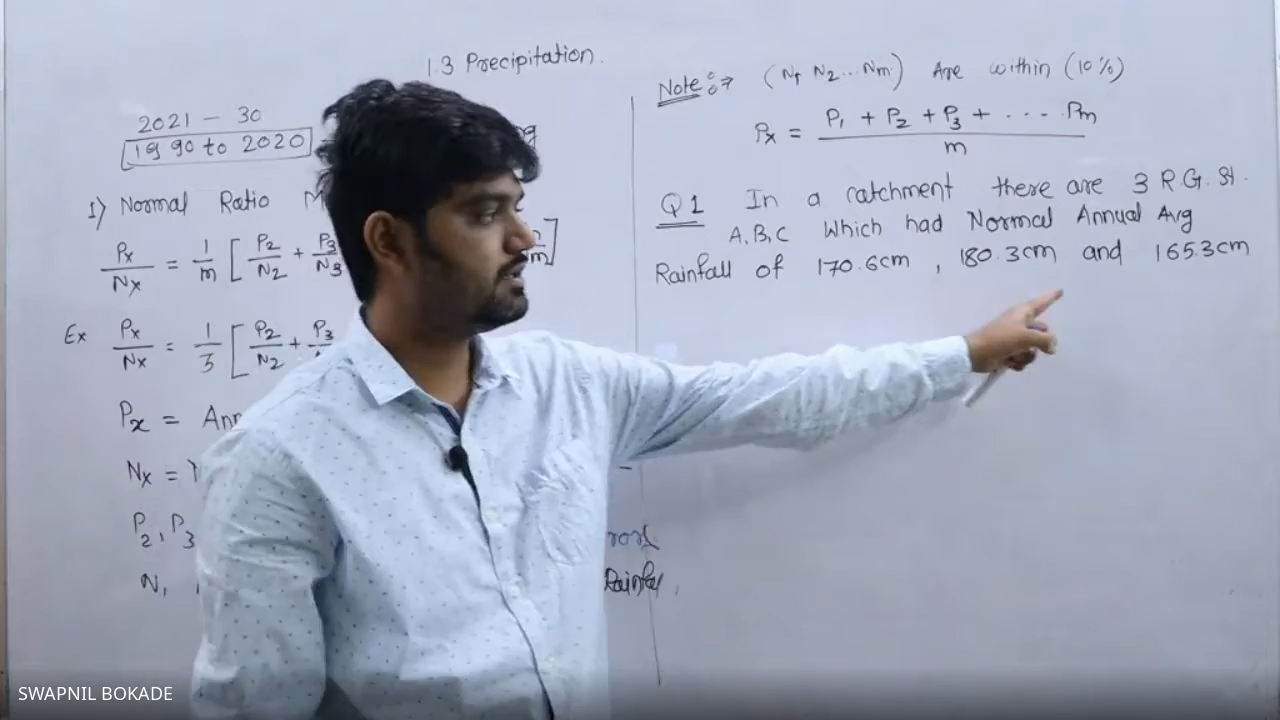 1.3 Precipitation.
2021 - 30
1990 to 2020
1) Normal Ratio M
Px/Nx = 1/m [ P2/N2 + P3/N3
Ex Px/Nx = 1/3 [ P2/N2 + P3
Px = Ann
Nx =
P2, P3
N,
Rainfal,
Note :→ (N1 N2...Nm) Are within (10%)
Px = P1 + P2 + P3 + .... Pm / m
Q1 In a catchment there are 3 R.G. St.
A,B,C Which had Normal Annual Avg
Rainfall of 170.6cm , 180.3cm and 165.3cm
SWAPNIL BOKADE